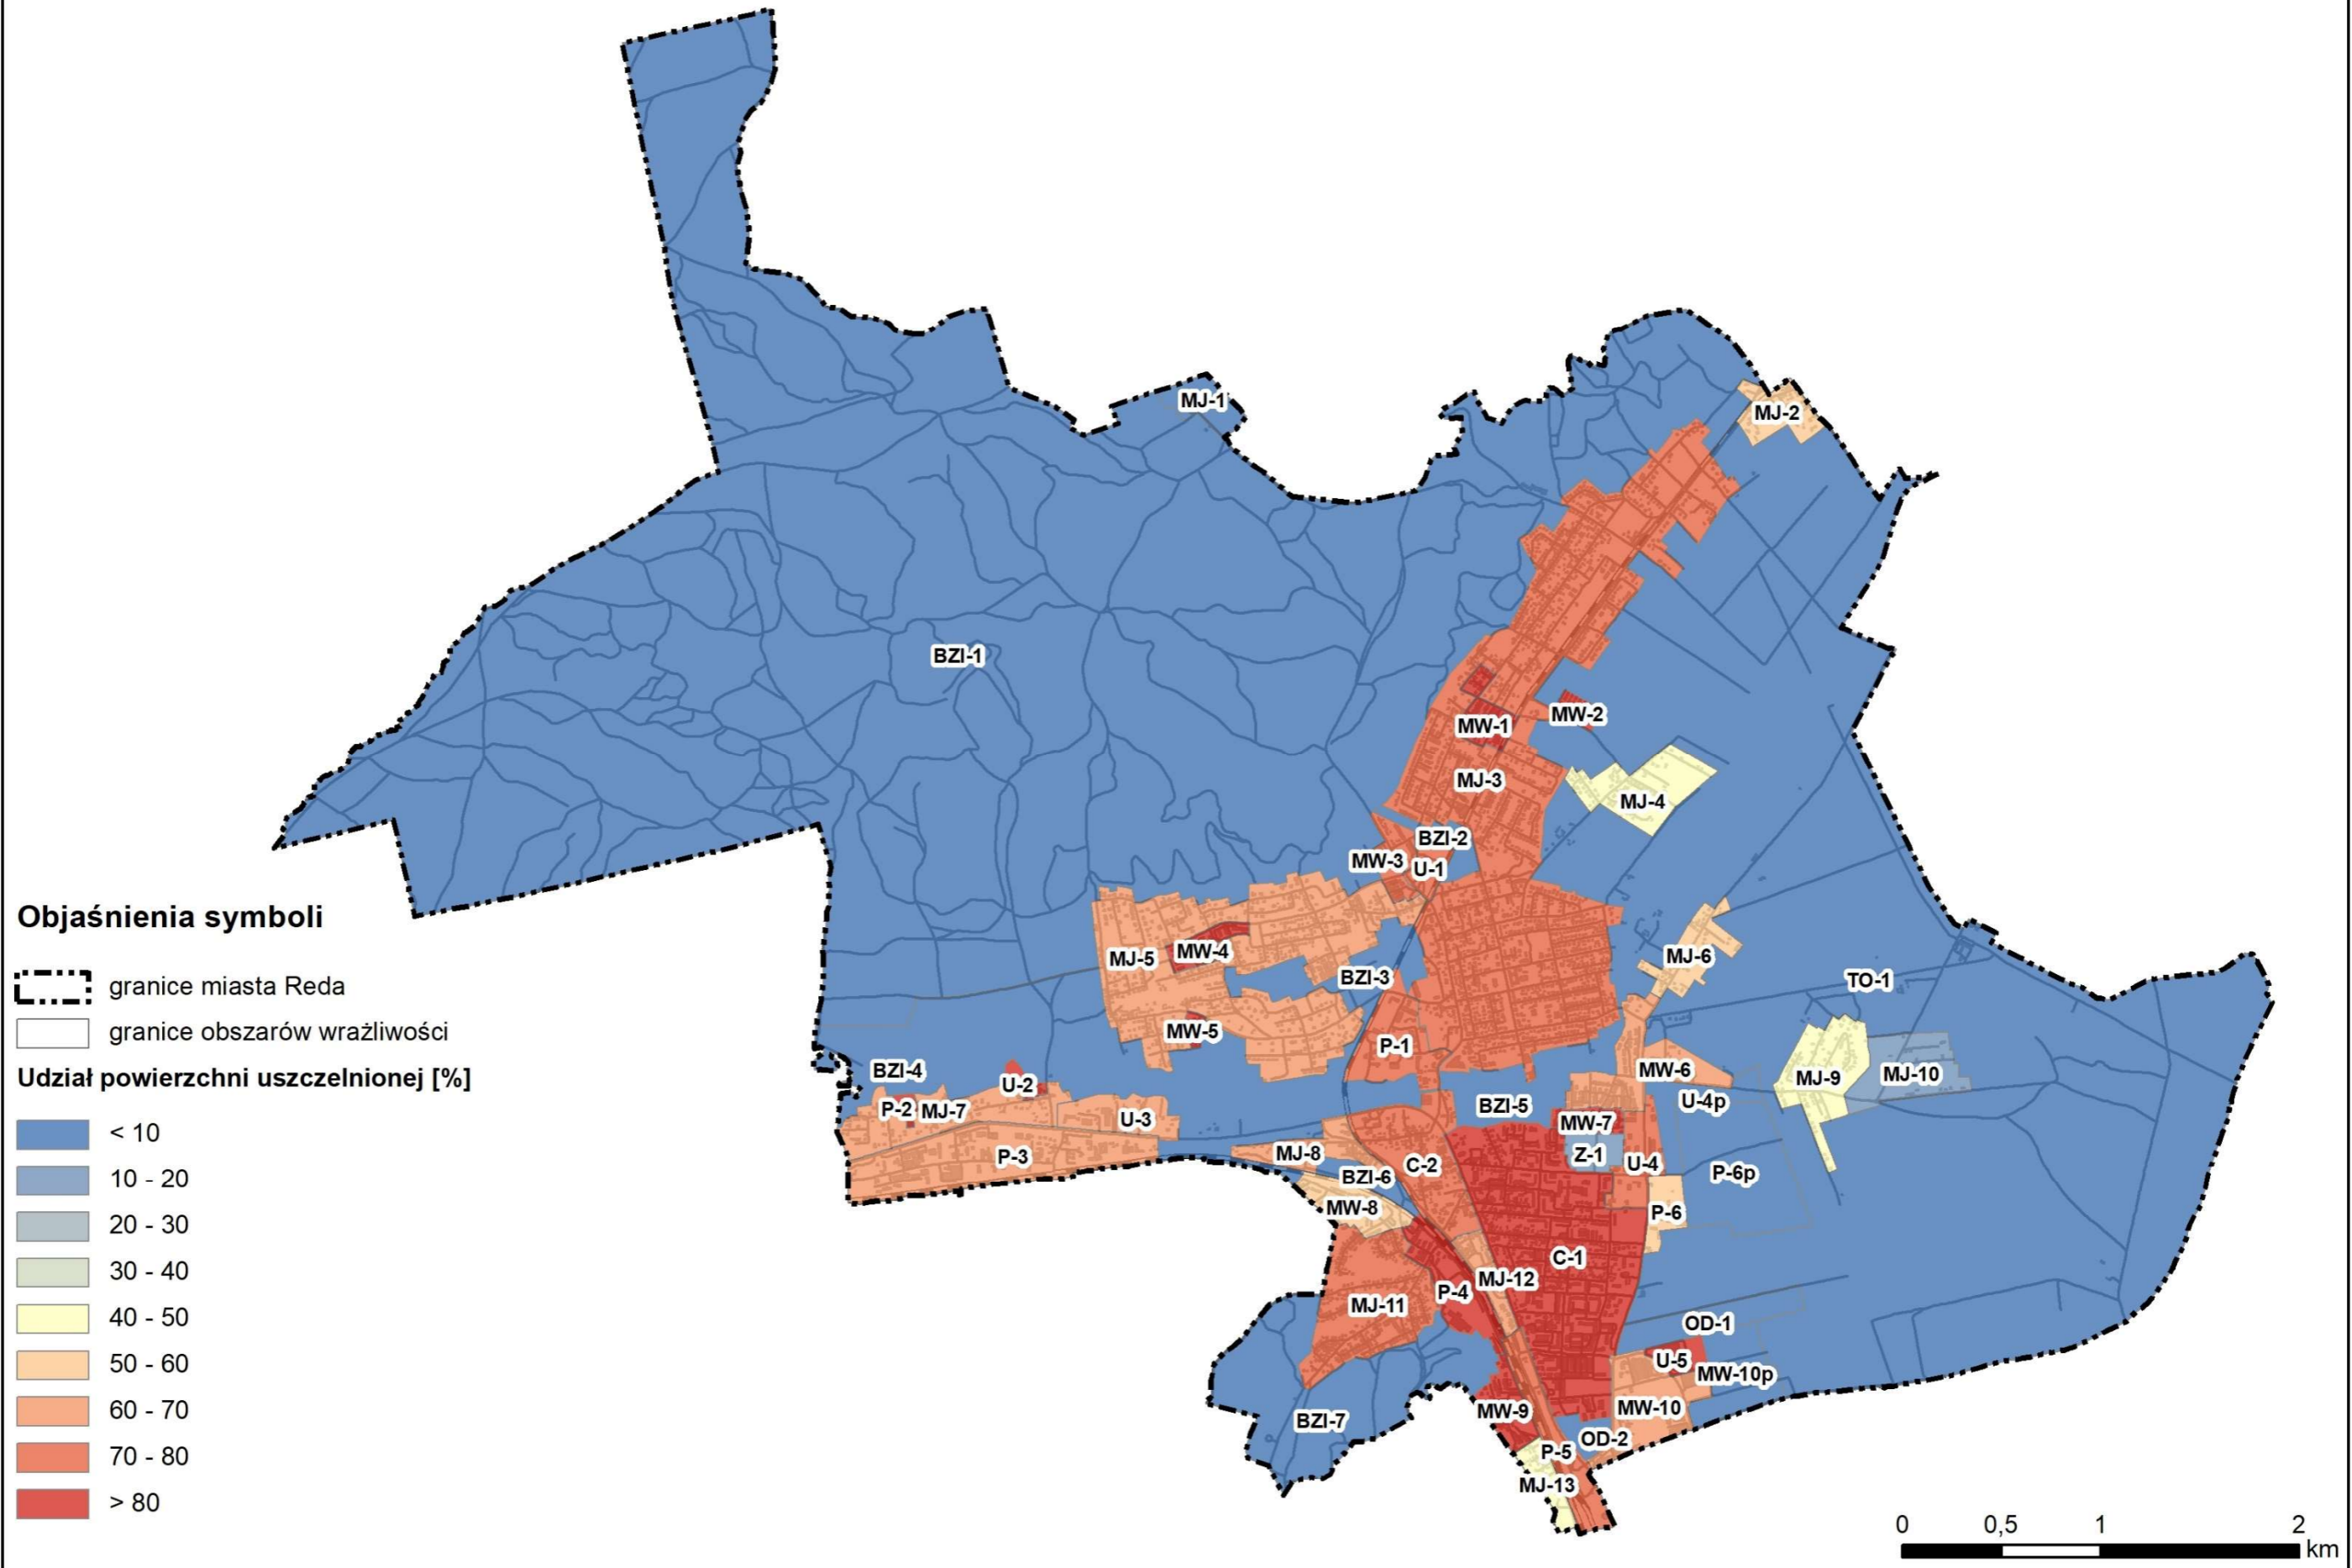 MJ-1
MJ-2
BZI-1
MW-2
MW-1
MJ-3
MJ-4
BZI-2
MW-3
U-1
MJ-5
MW-4
MJ-6
BZI-3
TO-1
MW-5
P-1
BZI-4
MW-6
MJ-9
MJ-10
U-2
U-4p
P-2
MJ-7
BZI-5
U-3
MW-7
P-3
MJ-8
Z-1
C-2
U-4
BZI-6
P-6p
MW-8
P-6
C-1
MJ-12
P-4
MJ-11
OD-1
U-5
MW-10p
MW-9
MW-10
BZI-7
OD-2
P-5
MJ-13
Objaśnienia symboli
granice miasta Reda
granice obszarów wrażliwości
Udział powierzchni uszczelnionej [%]
< 10
10 - 20
20 - 30
30 - 40
40 - 50
50 - 60
60 - 70
70 - 80
> 80
0 0,5 1 2
km